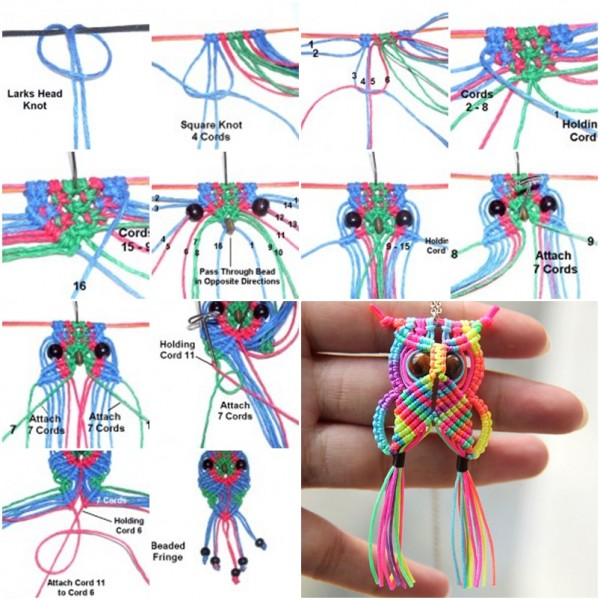 Larks Head
Knot
Square Knot
4 Cords
1
2
3
4
5
6
Cords
2 - 8
1
Holdin
Cord
Cords
15 - 9
16
2
3
4
5
6
7
8
16
1
9
10
11
12
13
14
Pass Through Bead
in Opposite Directions
9 - 15
Holdin
Cord
8
9
Attach
7 Cords
7
Attach
7 Cords
Attach
7 Cords
1
Holding
Cord 11
Attach
7 Cords
7 Cords
Holding
Cord 6
Attach Cord 11
to Cord 6
Beaded
Fringe